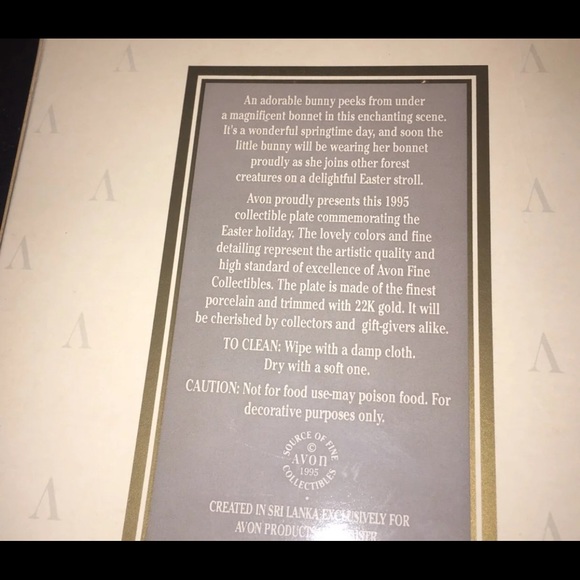 An adorable bunny peeks from under
a magnificent bonnet in this enchanting scene.
It's a wonderful springtime day, and soon the
little bunny will be wearing her bonnet
proudly as she joins other forest
creatures on a delightful Easter stroll.
Avon proudly presents this 1995
collectible plate commemorating the
Easter holiday. The lovely colors and fine
detailing represent the artistic quality and
high standard of excellence of Avon Fine
Collectibles. The plate is made of the finest
porcelain and trimmed with 22K gold. It will
be cherished by collectors and gift-givers alike.
TO CLEAN: Wipe with a damp cloth.
Dry with a soft one.
CAUTION: Not for food use-may poison food. For
decorative purposes only.
SOURCE OF FINE
©
AVON
1995
COLLECTIBLES
CREATED IN SRI LANKA EXCLUSIVELY FOR
AVON PRODUCTS